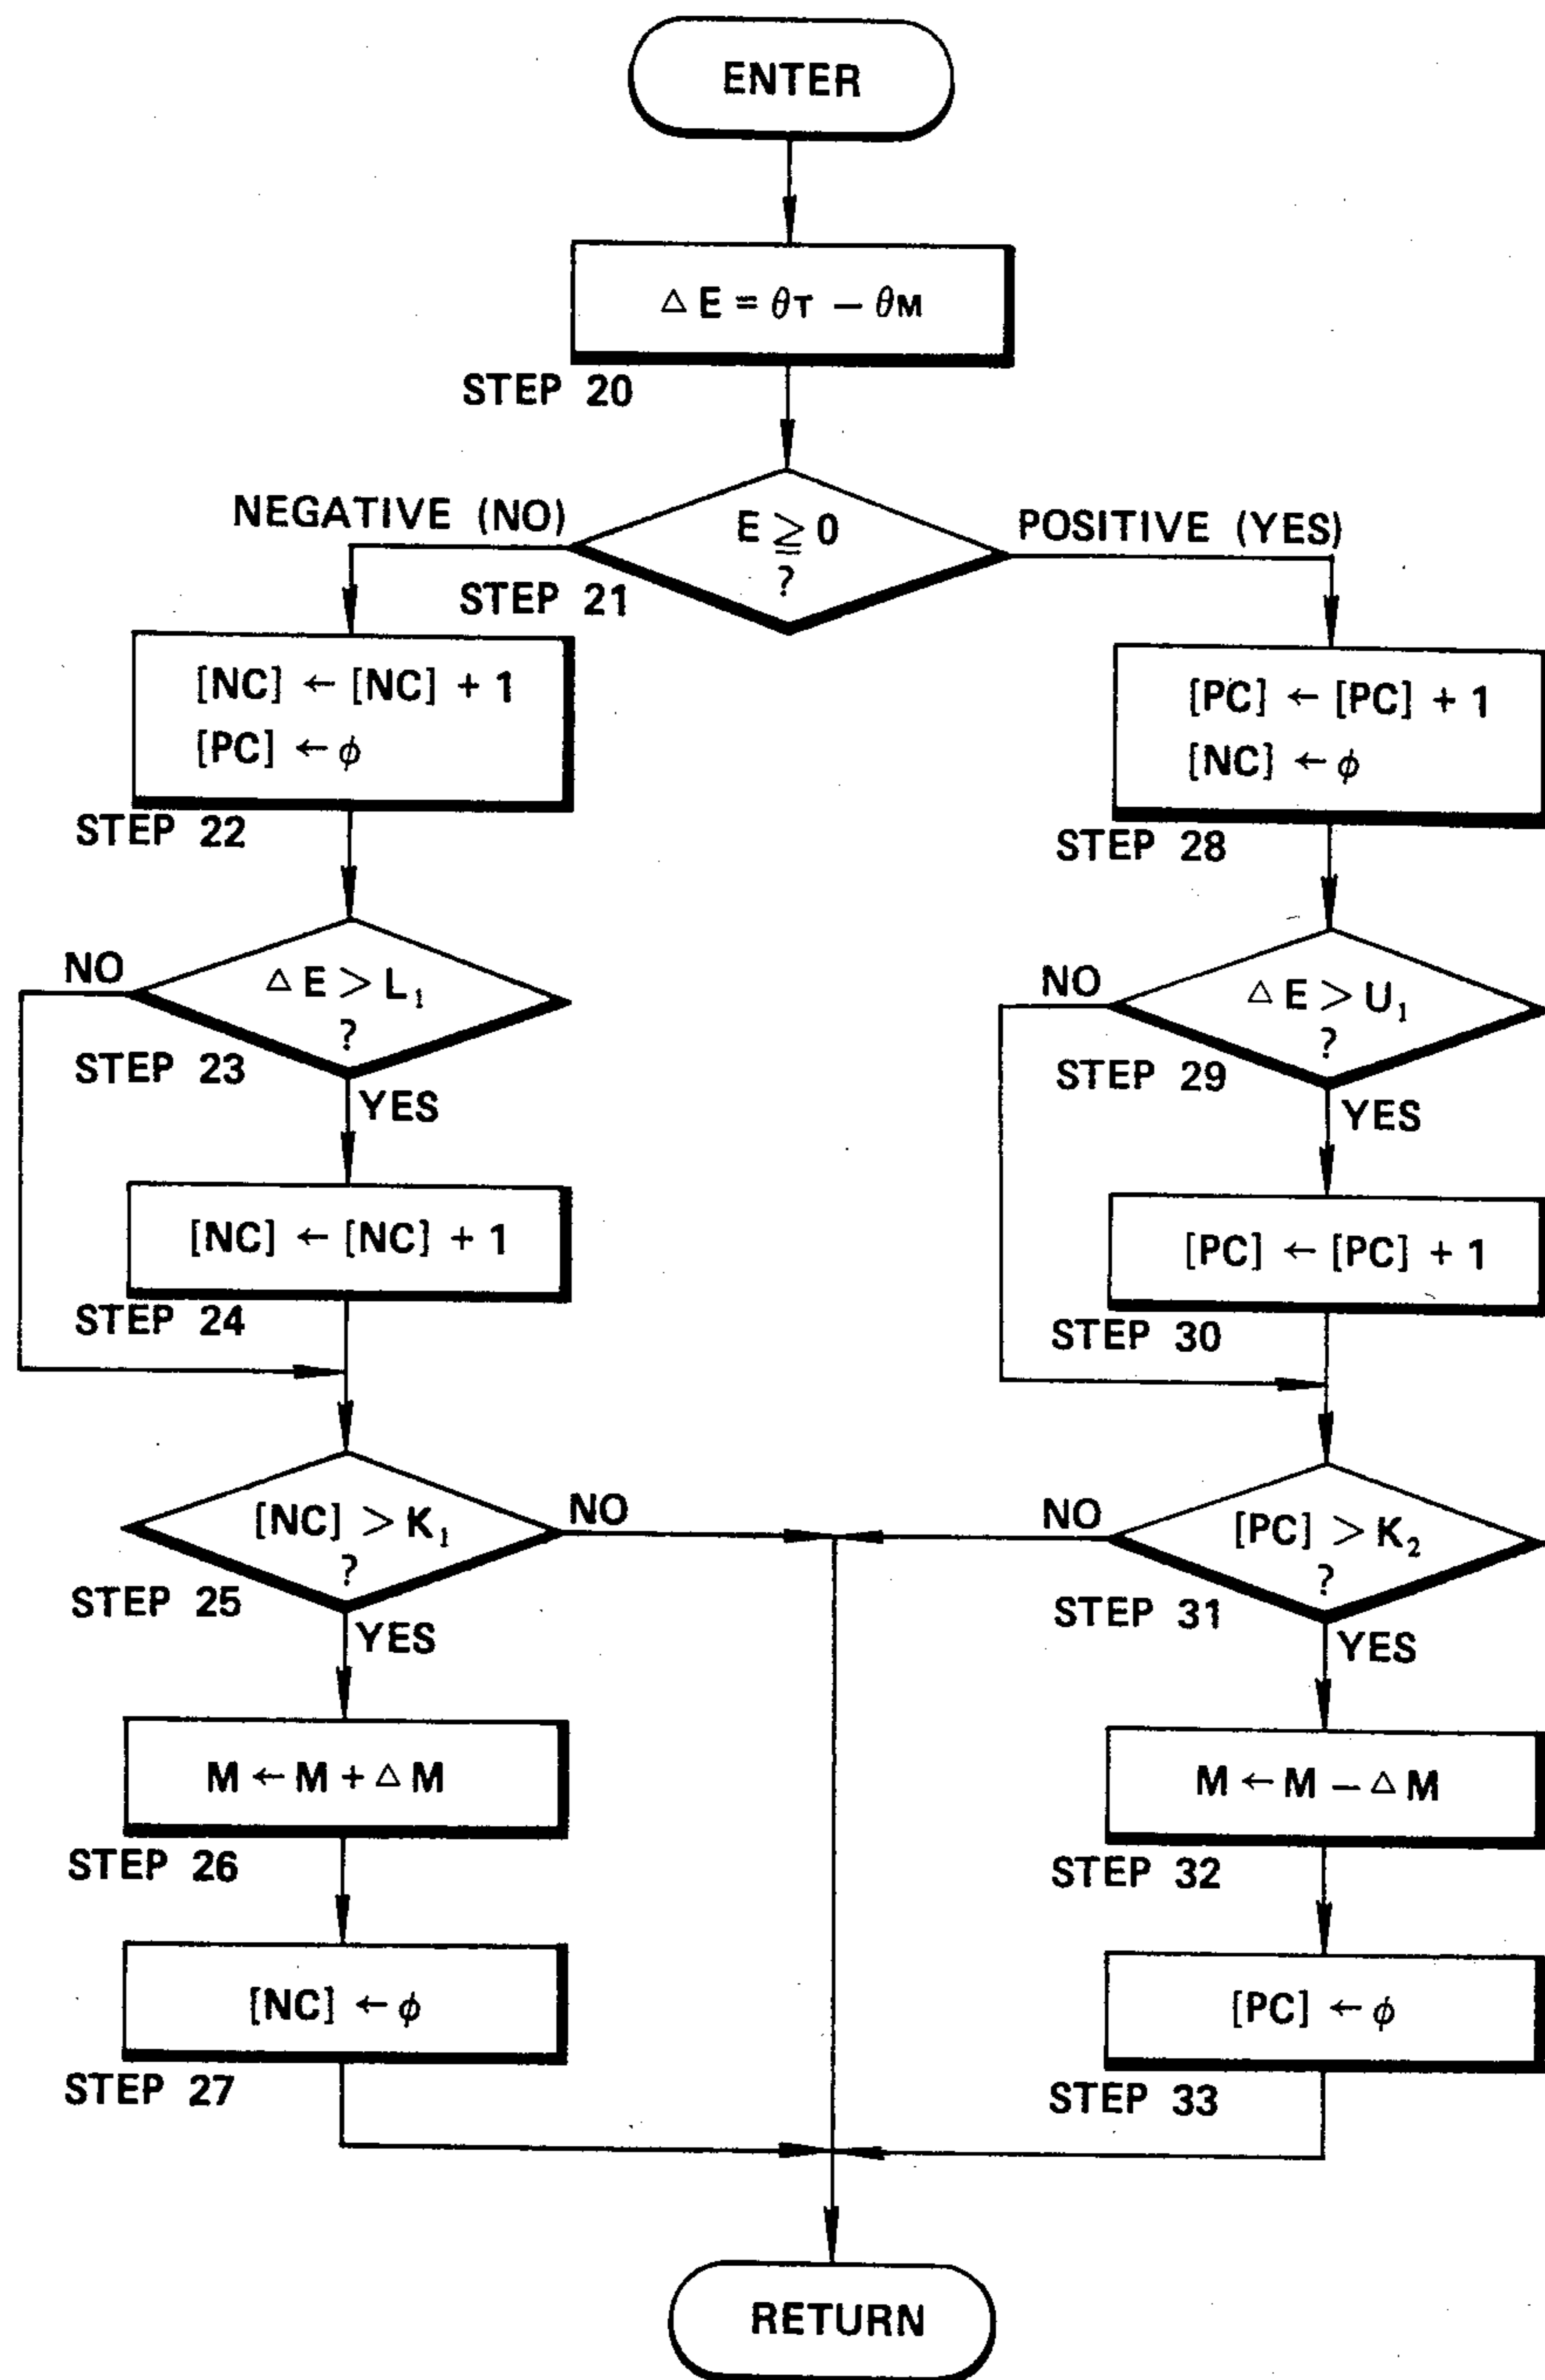 ENTER
△ E = θT − θM
STEP 20
NEGATIVE (NO)
E ≧ 0
?
POSITIVE (YES)
STEP 21
[NC] ← [NC] + 1
[PC] ← ϕ
STEP 22
△ E > L₁
?
NO
STEP 23
YES
[NC] ← [NC] + 1
STEP 24
[NC] > K₁
?
NO
STEP 25
YES
M ← M + △ M
STEP 26
[NC] ← ϕ
STEP 27
[PC] ← [PC] + 1
[NC] ← ϕ
STEP 28
NO
△ E > U₁
?
STEP 29
YES
[PC] ← [PC] + 1
STEP 30
NO
[PC] > K₂
?
STEP 31
YES
M ← M − △ M
STEP 32
[PC] ← ϕ
STEP 33
RETURN